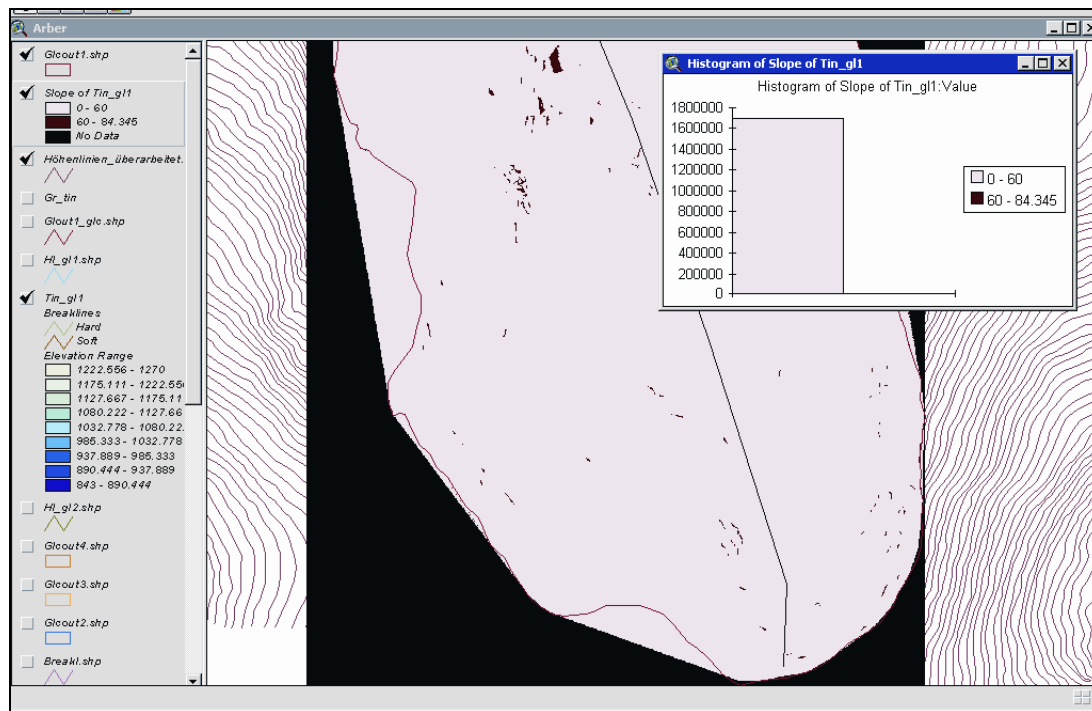 Arber
Glcout1.shp
Slope of Tin_gl1
0 - 60
60 - 84.345
No Data
Höhenlinien_überarbeitet.
Gr_tin
Glout1_glc.shp
Hl_gl1.shp
Tin_gl1
Breaklines
Hard
Soft
Elevation Range
1222.556 - 1270
1175.111 - 1222.556
1127.667 - 1175.11
1080.222 - 1127.66
1032.778 - 1080.22.
985.333 - 1032.778
937.889 - 985.333
890.444 - 937.889
843 - 890.444
Hl_gl2.shp
Glcout4.shp
Glcout3.shp
Glcout2.shp
Breakl.shp
Histogram of Slope of Tin_gl1
Histogram of Slope of Tin_gl1:Value
1800000
1600000
1400000
1200000
1000000
800000
600000
400000
200000
0
0 - 60
60 - 84.345